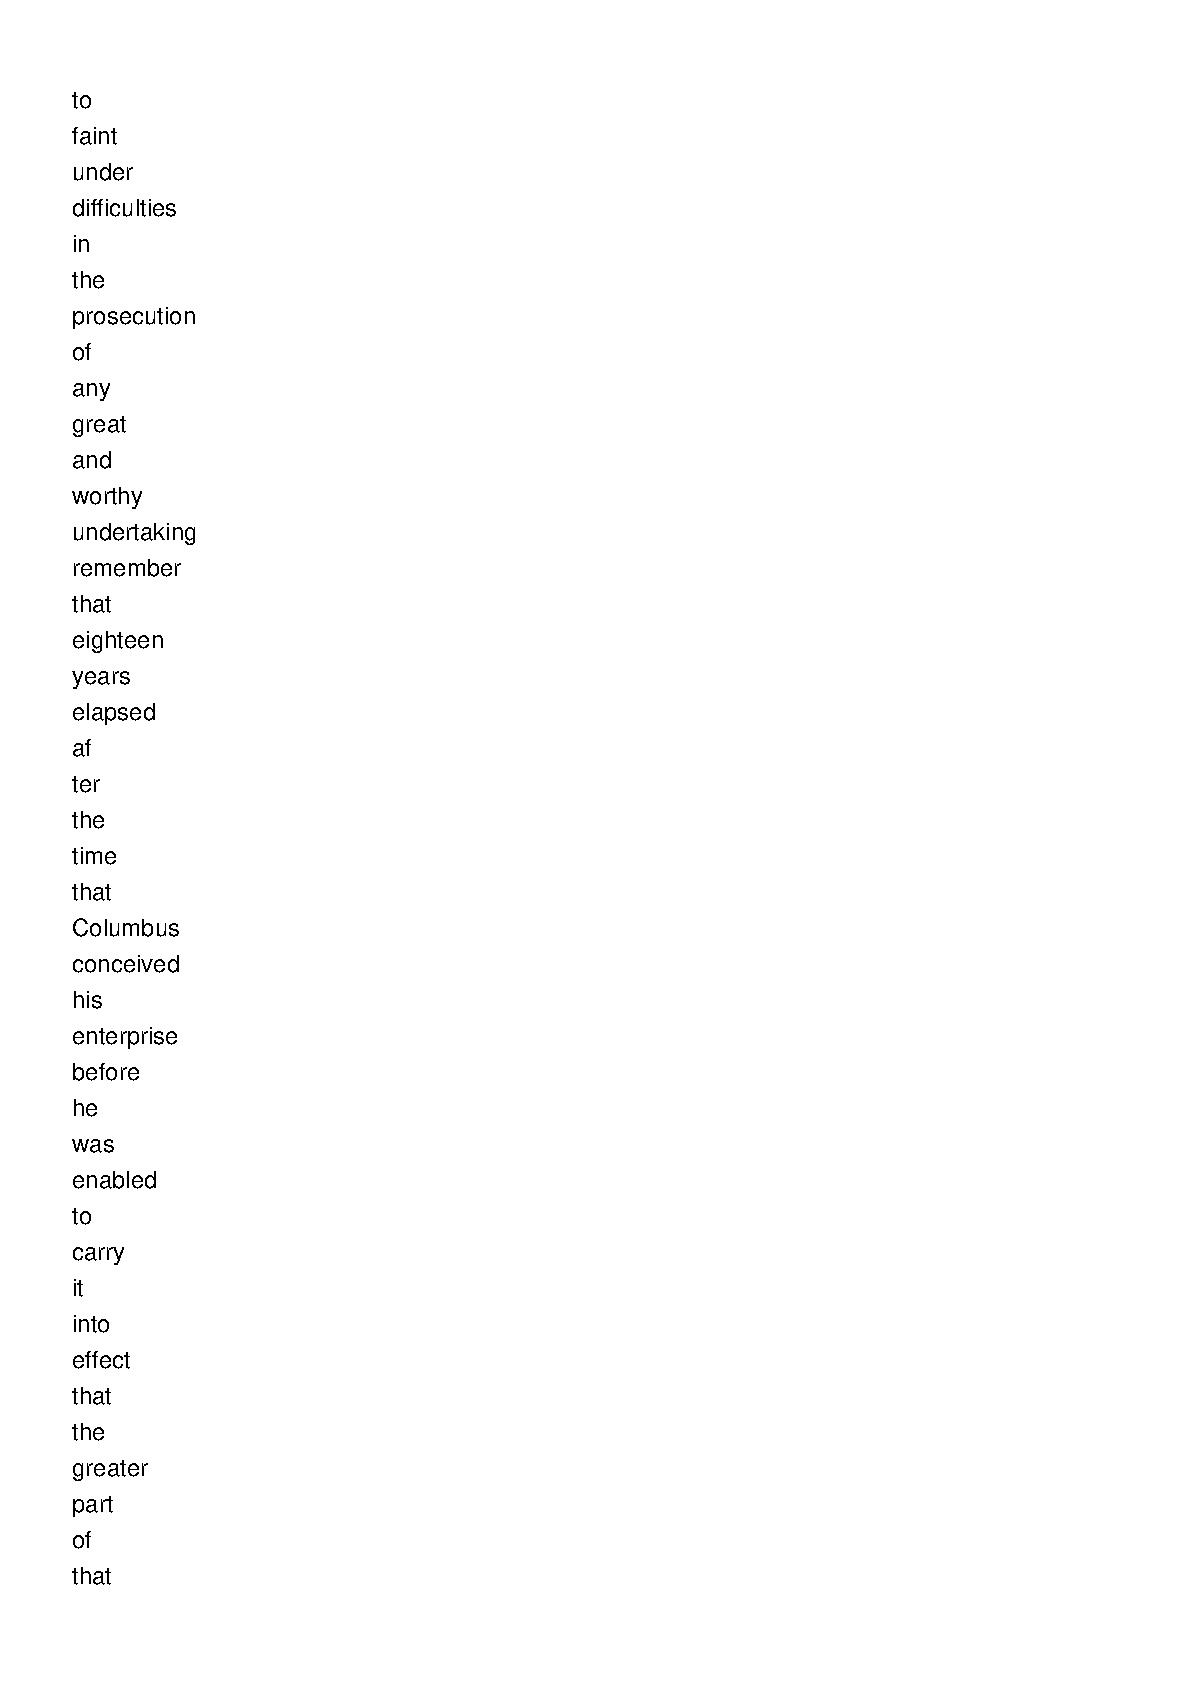 to
faint
under
difficulties
in
the
prosecution
of
any
great
and
worthy
undertaking
remember
that
eighteen
years
elapsed
af
ter
the
time
that
Columbus
conceived
his
enterprise
before
he
was
enabled
to
carry
it
into
effect
that
the
greater
part
of
that